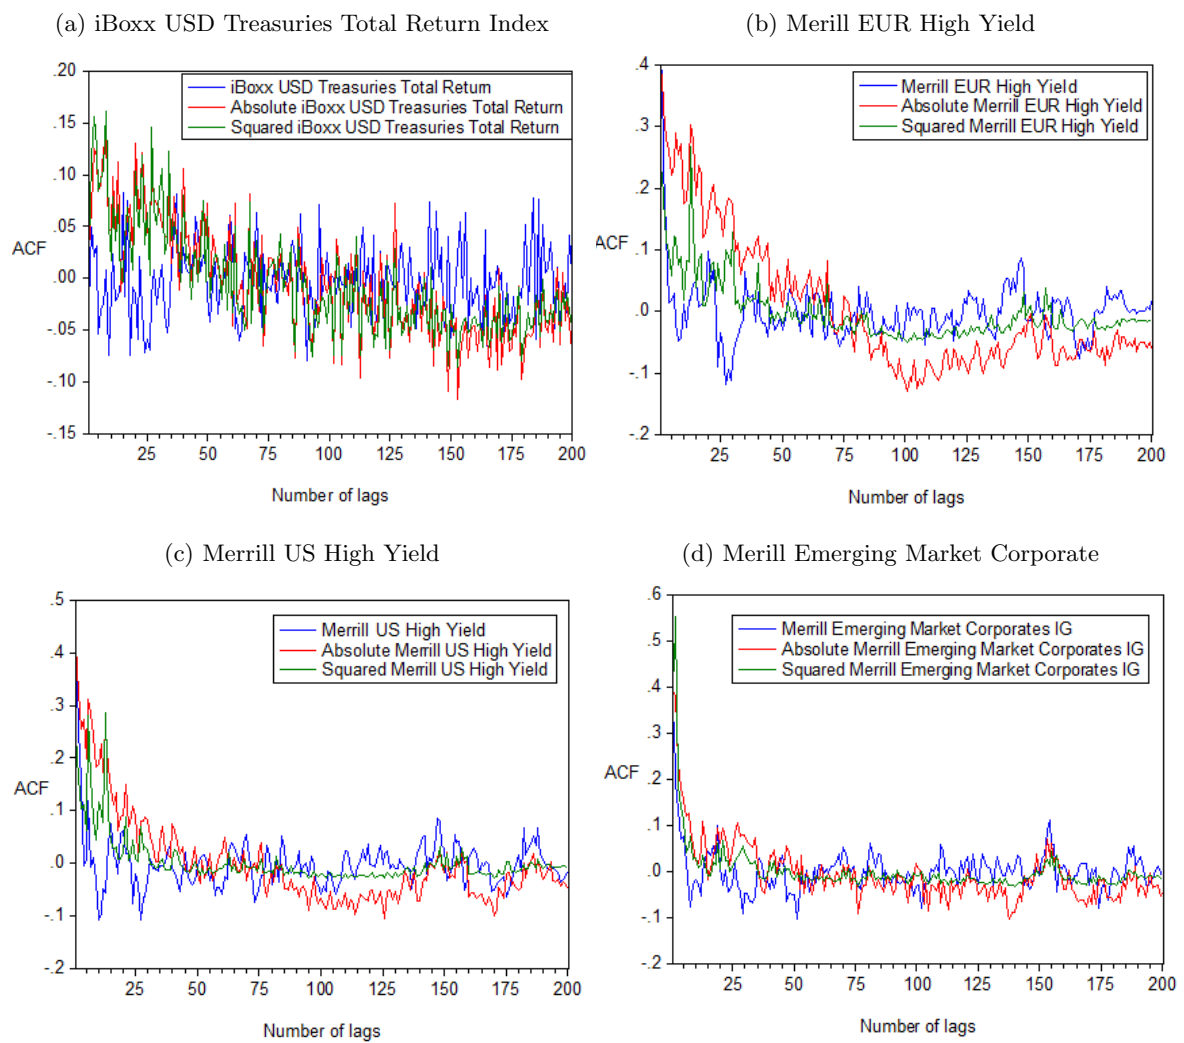 (a) iBoxx USD Treasuries Total Return Index
.20
.15
.10
.05
.00
-.05
-.10
-.15
ACF
iBoxx USD Treasuries Total Return
Absolute iBoxx USD Treasuries Total Return
Squared iBoxx USD Treasuries Total Return
25 50 75 100 125 150 175 200
Number of lags
(b) Merill EUR High Yield
.4
.3
.2
.1
.0
-.1
-.2
ACF
Merrill EUR High Yield
Absolute Merrill EUR High Yield
Squared Merrill EUR High Yield
25 50 75 100 125 150 175 200
Number of lags
(c) Merrill US High Yield
.5
.4
.3
.2
.1
.0
-.1
-.2
ACF
Merrill US High Yield
Absolute Merrill US High Yield
Squared Merrill US High Yield
25 50 75 100 125 150 175 200
Number of lags
(d) Merill Emerging Market Corporate
.6
.5
.4
.3
.2
.1
.0
-.1
-.2
ACF
Merrill Emerging Market Corporates IG
Absolute Merrill Emerging Market Corporates IG
Squared Merrill Emerging Market Corporates IG
25 50 75 100 125 150 175 200
Number of lags